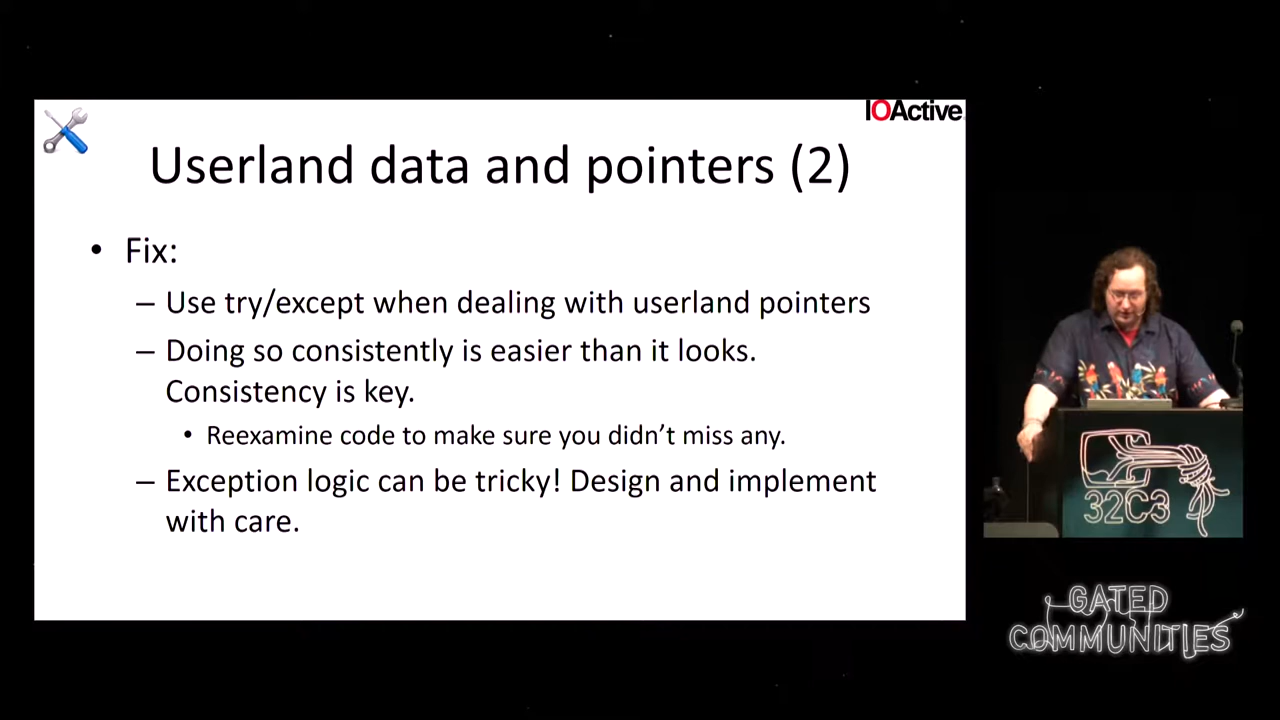 IOActive
Userland data and pointers (2)
• Fix:
– Use try/except when dealing with userland pointers
– Doing so consistently is easier than it looks.
Consistency is key.
• Reexamine code to make sure you didn’t miss any.
– Exception logic can be tricky! Design and implement
with care.
32C3
GATED
COMMUNITIES